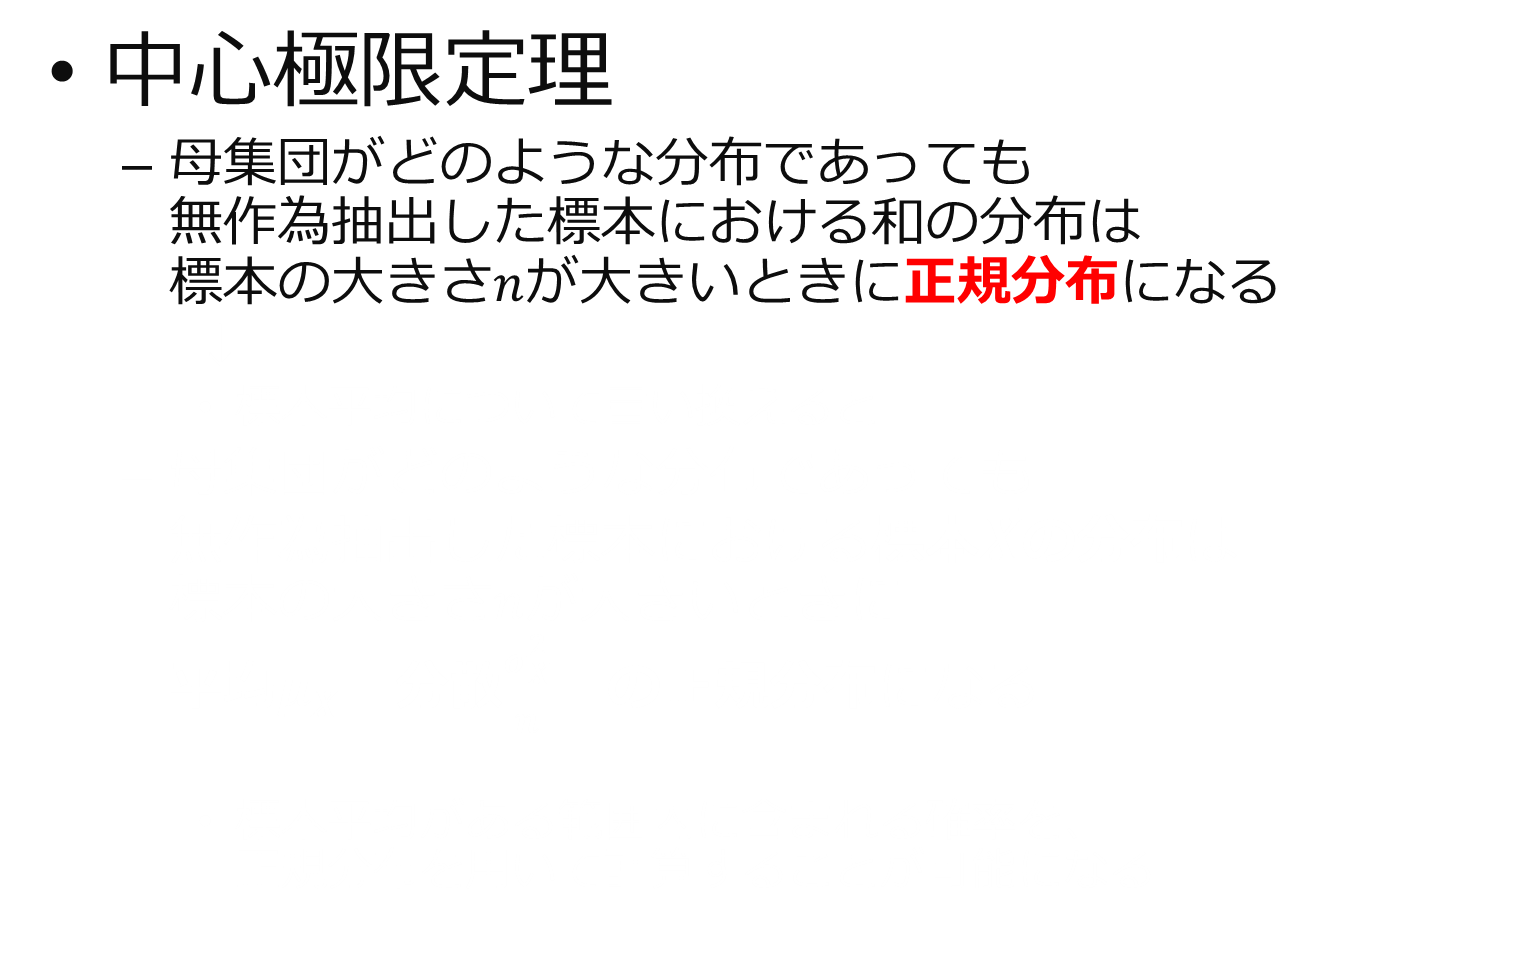 • 中心極限定理
– 母集団がどのような分布であっても
無作為抽出した標本における和の分布は
標本の大きさnが大きいときに正規分布になる